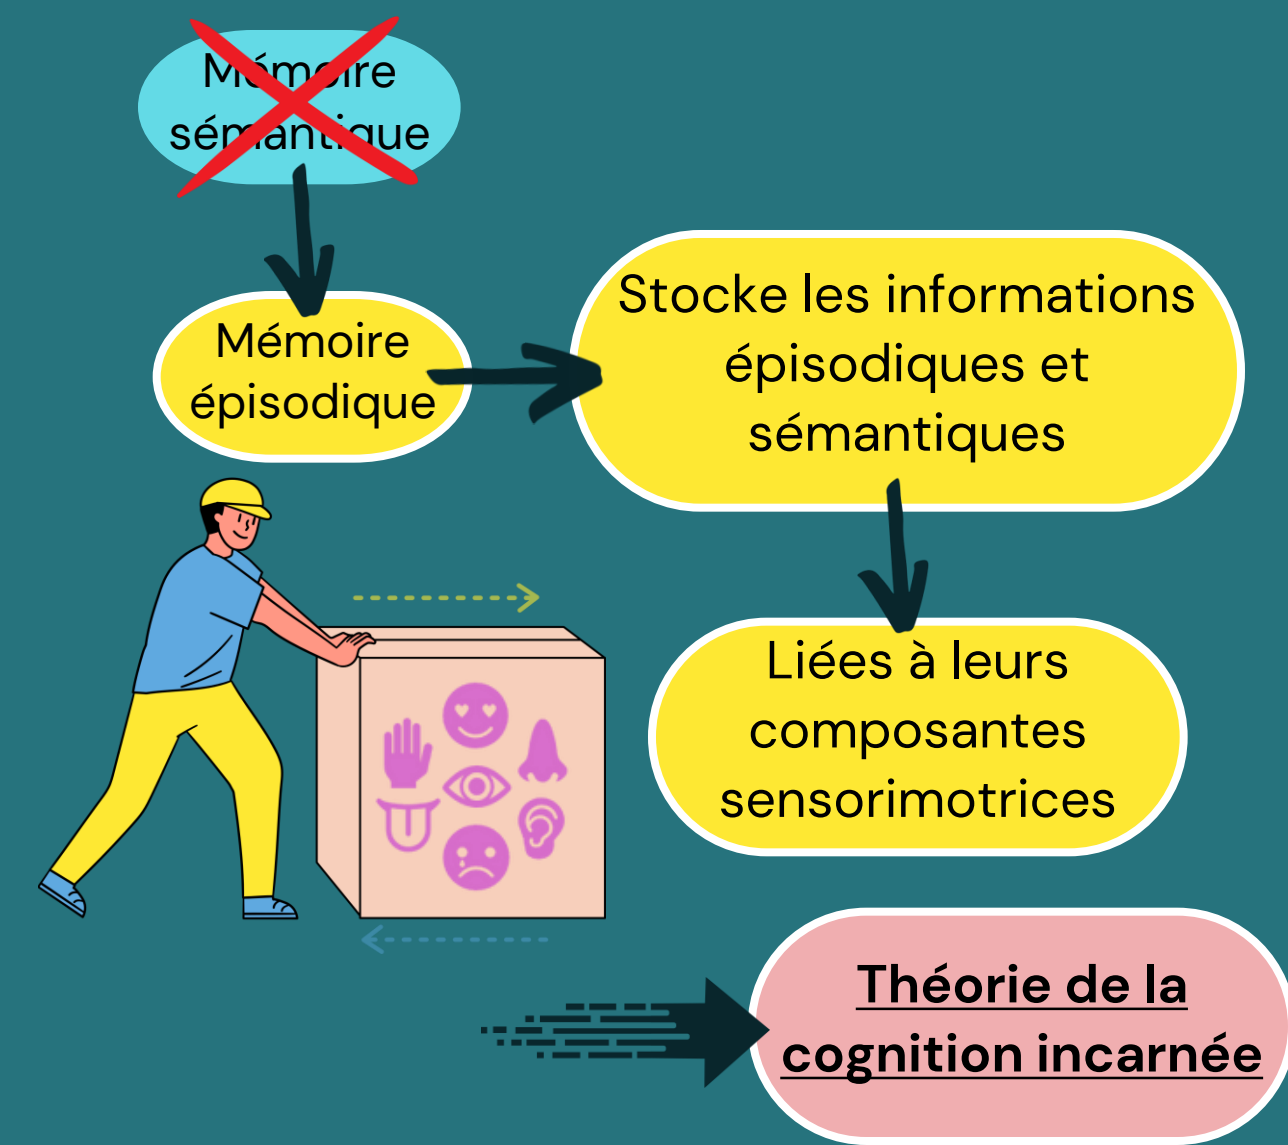 Mémoire
sémantique
Mémoire
épisodique
Stocke les informations
épisodiques et
sémantiques
Liées à leurs
composantes
sensorimotrices
Théorie de la
cognition incarnée